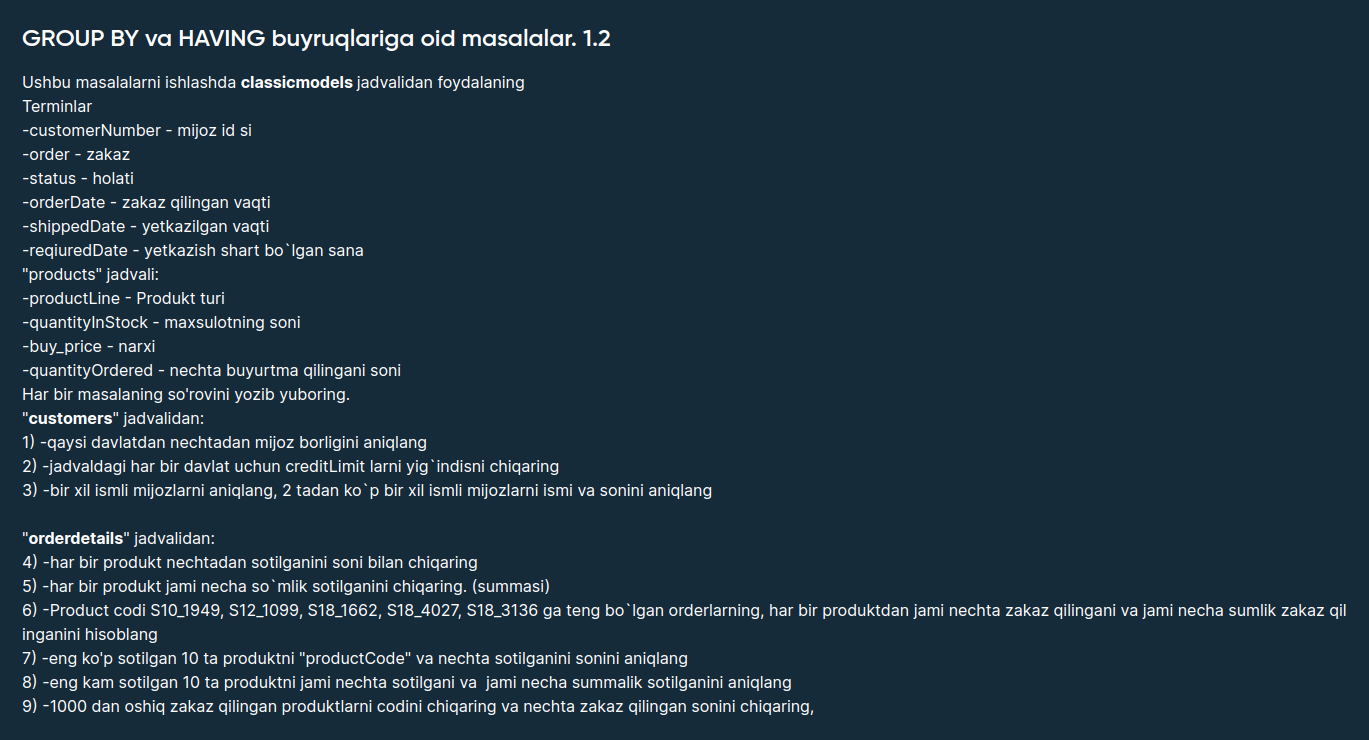 GROUP BY va HAVING buyruqlariga oid masalalar. 1.2
Ushbu masalalarni ishlashda classicmodels jadvalidan foydalaning
Terminlar
-customerNumber - mijoz id si
-order - zakaz
-status - holati
-orderDate - zakaz qilingan vaqti
-shippedDate - yetkazilgan vaqti
-reqiuredDate - yetkazish shart bo`lgan sana
"products" jadvali:
-productLine - Produkt turi
-quantityInStock - maxsulotning soni
-buy_price - narxi
-quantityOrdered - nechta buyurtma qilingani soni
Har bir masalaning so'rovini yozib yuboring.
"customers" jadvalidan:
1) -qaysi davlatdan nechtadan mijoz borligini aniqlang
2) -jadvaldagi har bir davlat uchun creditLimit larni yig`indisni chiqaring
3) -bir xil ismli mijozlarni aniqlang, 2 tadan ko`p bir xil ismli mijozlarni ismi va sonini aniqlang
"orderdetails" jadvalidan:
4) -har bir produkt nechtadan sotilganini soni bilan chiqaring
5) -har bir produkt jami necha so`mlik sotilganini chiqaring. (summasi)
6) -Product codi S10_1949, S12_1099, S18_1662, S18_4027, S18_3136 ga teng bo`lgan orderlarning, har bir produktdan jami nechta zakaz qilingani va jami necha sumlik zakaz qil
inganini hisoblang
7) -eng ko'p sotilgan 10 ta produktni "productCode" va nechta sotilganini sonini aniqlang
8) -eng kam sotilgan 10 ta produktni jami nechta sotilgani va  jami necha summalik sotilganini aniqlang
9) -1000 dan oshiq zakaz qilingan produktlarni codini chiqaring va nechta zakaz qilingan sonini chiqaring,